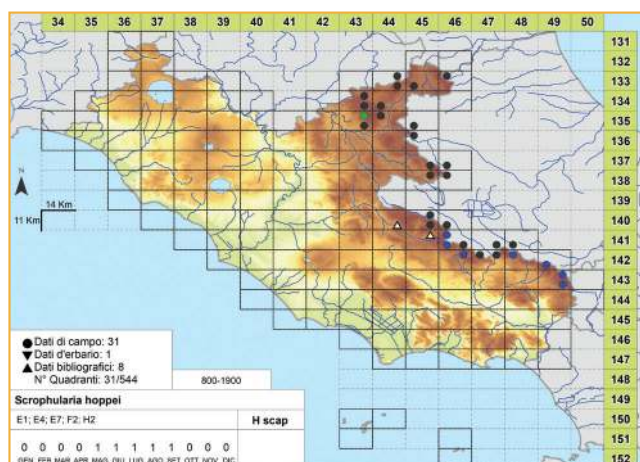 34 35 36 37 38 39 40 41 42 43 44 45 46 47 48 49 50
131
132
133
134
135
136
137
138
139
140
141
142
143
144
145
146
147
148
149
150
151
152
N
14 Km
11 Km
Dati di campo: 31
Dati d'erbario: 1
Dati bibliografici: 8
N° Quadranti: 31/544
800-1900
Scrophularia hoppei
E1; E4; E7; F2; H2
H scap
0 0 0 0 1 1 1 1 1 0 0 0
GEN FEB MAR APR MAG GIU LUG AGO SET OTT NOV DIC